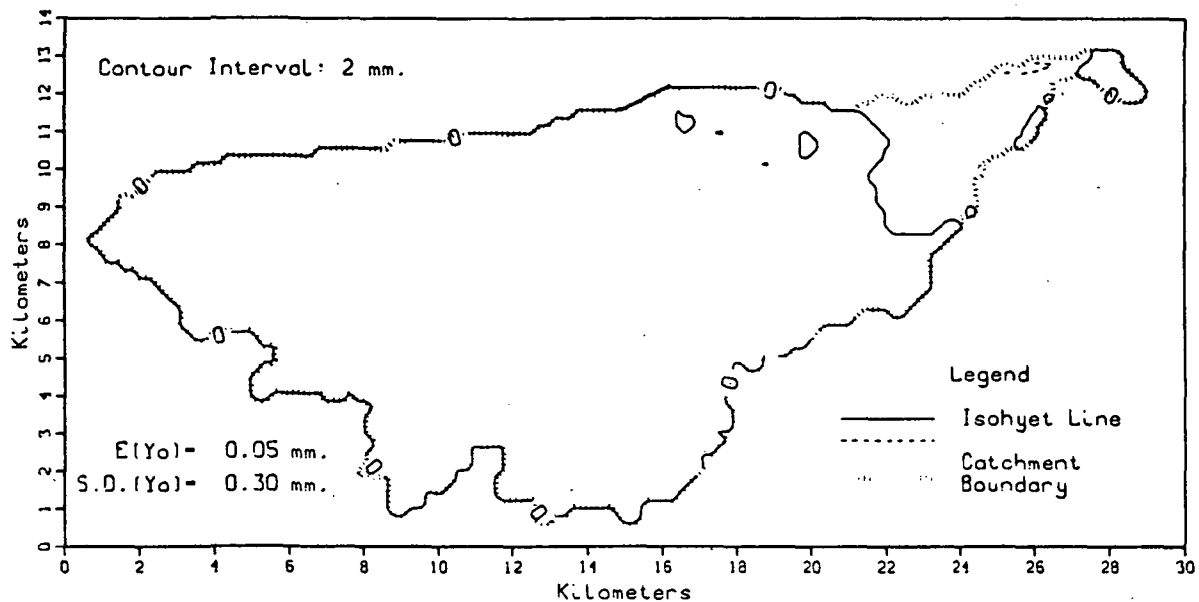 Contour Interval: 2 mm.
14
13
12
11
10
9
8
7
6
5
4
3
2
1
0
Kilometers
0
0
0
0
0
0
0
0
0
0
0
E(Yo)= 0.05 mm.
S.D.(Yo)= 0.30 mm.
Legend
Isohyet Line
Catchment
Boundary
0 2 4 6 8 10 12 14 16 18 20 22 24 26 28 30
Kilometers